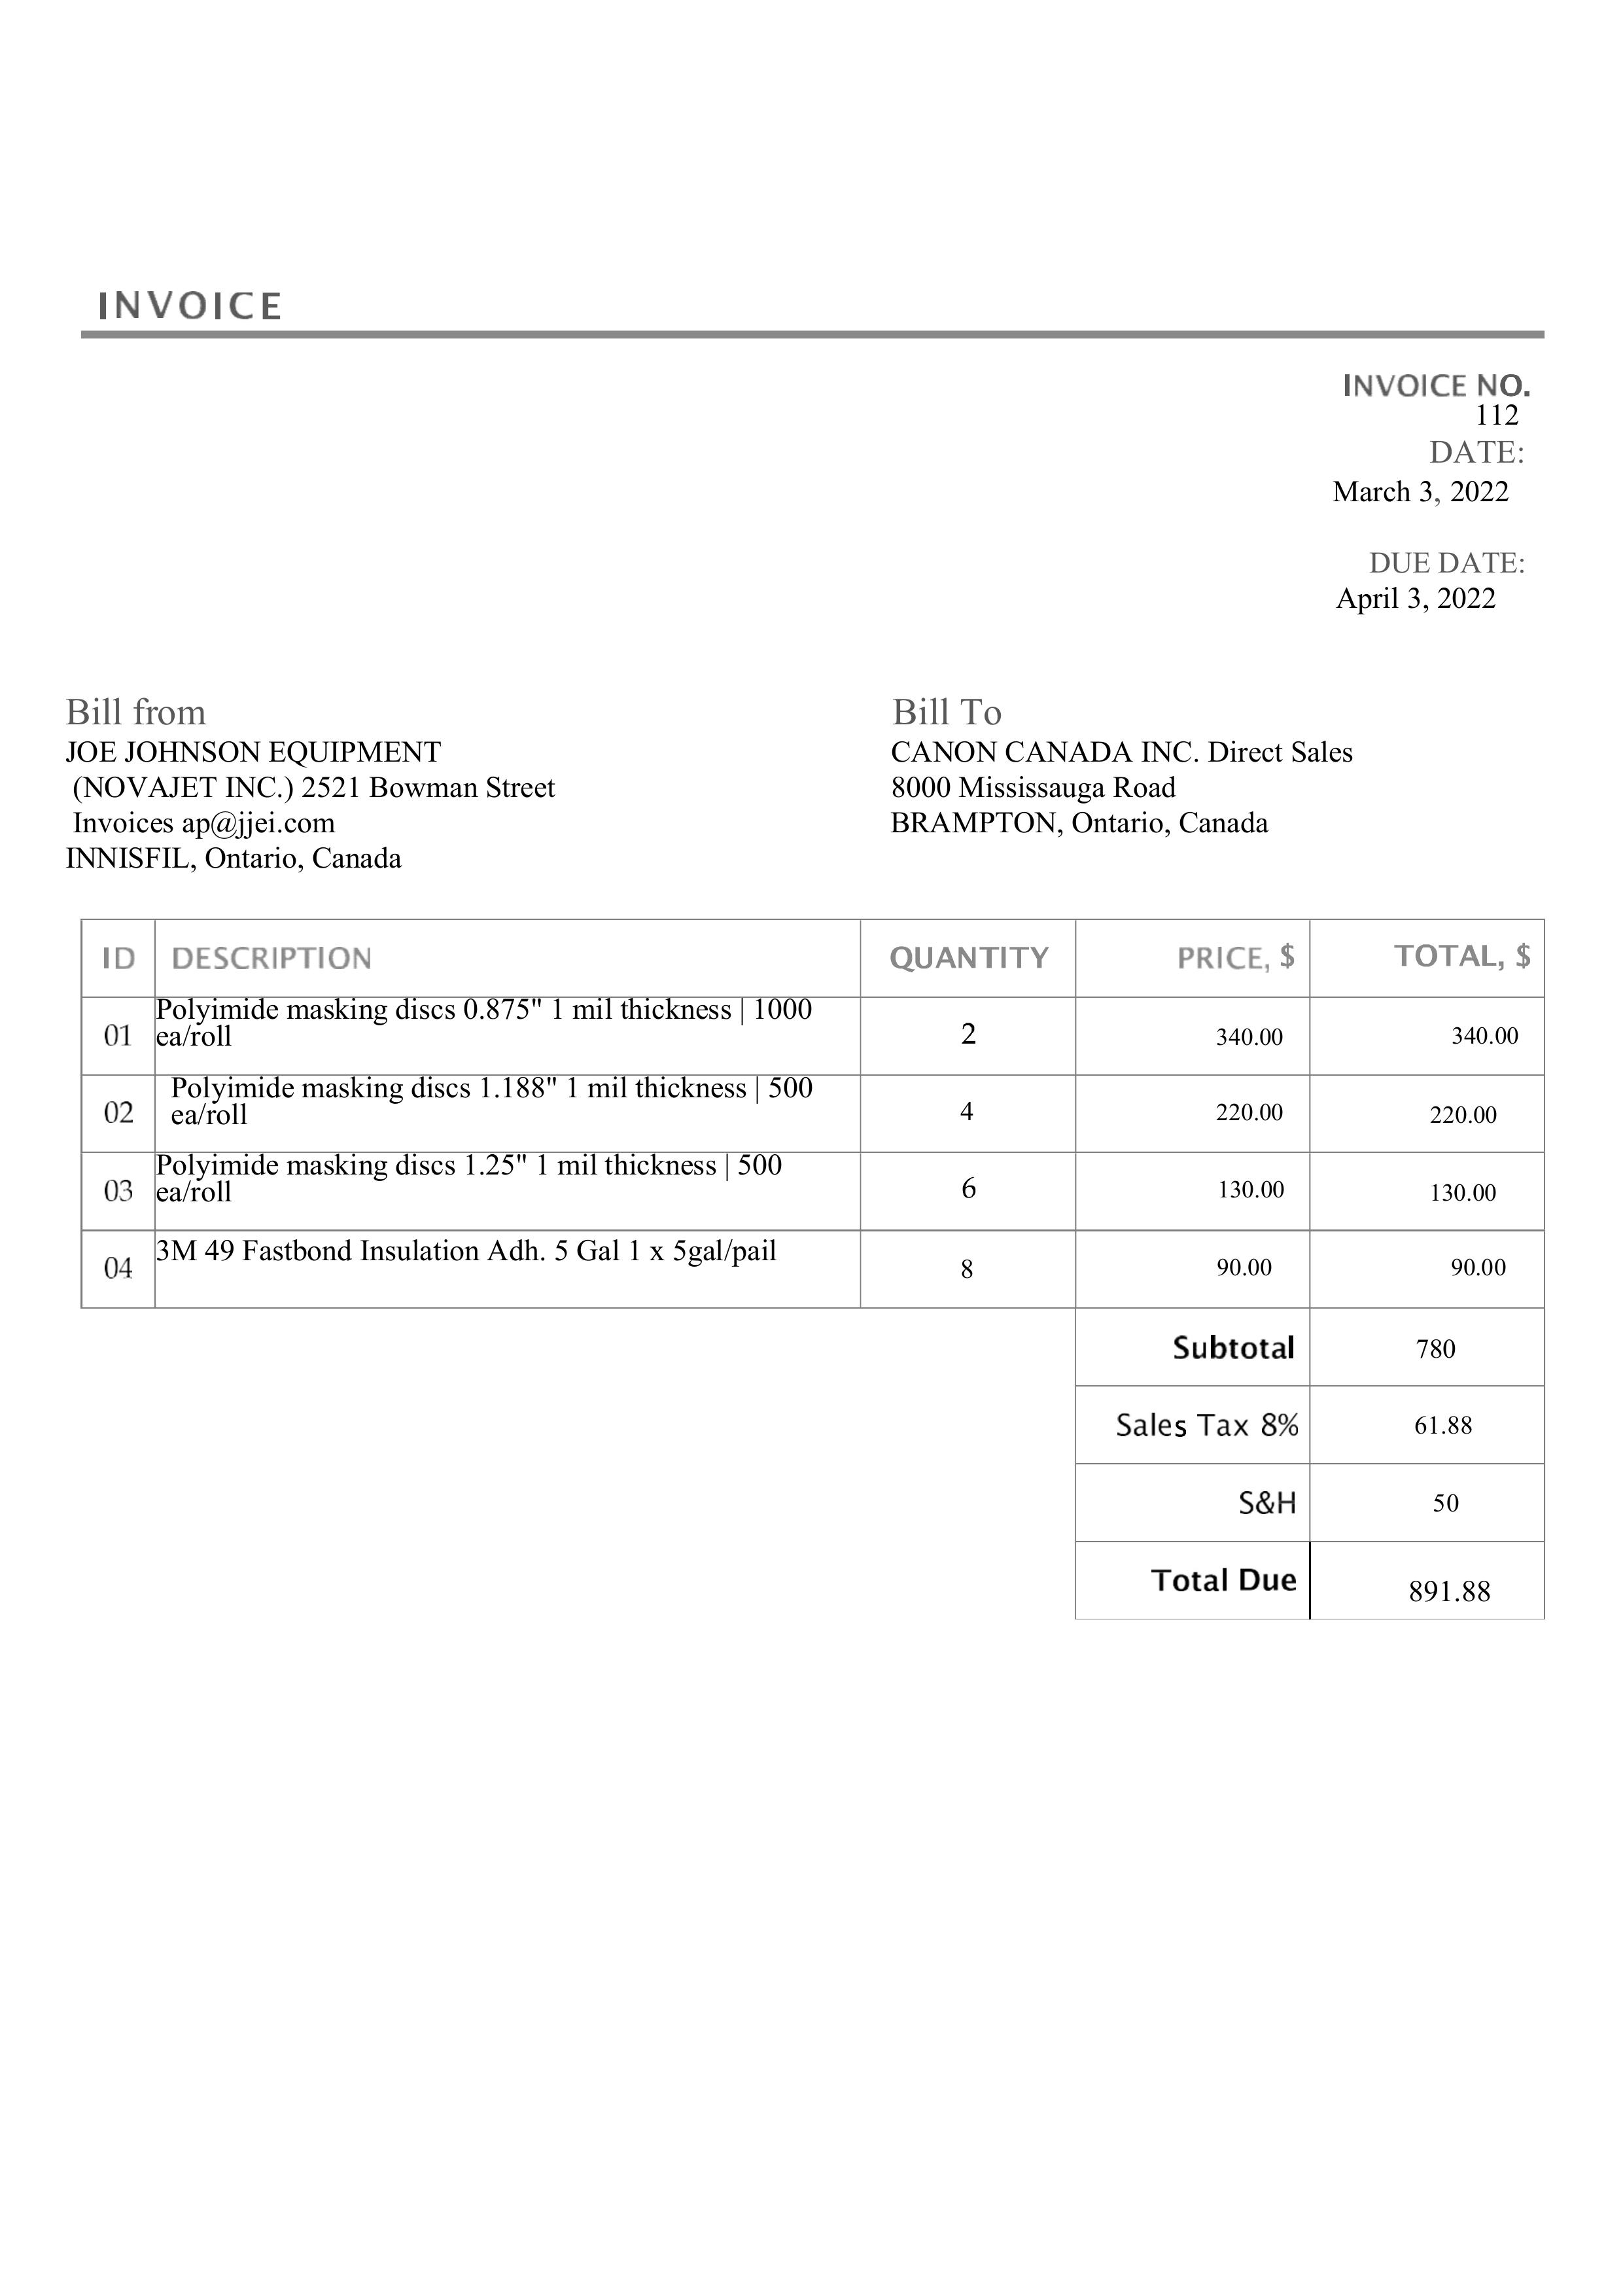 INVOICE
INVOICE NO.
112
DATE:
March 3, 2022
DUE DATE:
April 3, 2022
Bill from
JOE JOHNSON EQUIPMENT
(NOVAJET INC.) 2521 Bowman Street
Invoices ap@jjei.com
INNISFIL, Ontario, Canada
Bill To
CANON CANADA INC. Direct Sales
8000 Mississauga Road
BRAMPTON, Ontario, Canada
ID DESCRIPTION QUANTITY PRICE, $ TOTAL, $
01 Polyimide masking discs 0.875" 1 mil thickness | 1000
ea/roll 2 340.00 340.00
02 Polyimide masking discs 1.188" 1 mil thickness | 500
ea/roll 4 220.00 220.00
03 Polyimide masking discs 1.25" 1 mil thickness | 500
ea/roll 6 130.00 130.00
04 3M 49 Fastbond Insulation Adh. 5 Gal 1 x 5gal/pail 8 90.00 90.00
Subtotal 780
Sales Tax 8% 61.88
S&H 50
Total Due 891.88